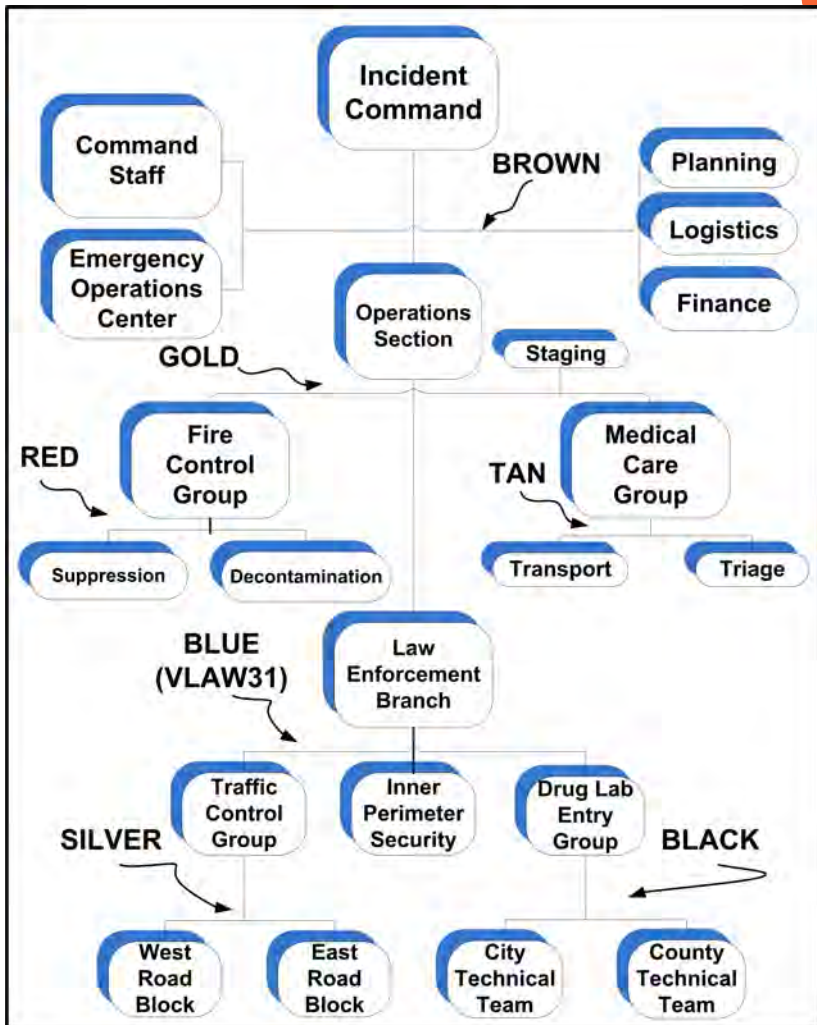 Incident
Command
Command
Staff
BROWN
Planning
Logistics
Emergency
Operations
Center
Finance
Operations
Section
GOLD
Staging
Fire
Control
Group
Medical
Care
Group
RED
TAN
Suppression
Decontamination
Transport
Triage
BLUE
(VLAW31)
Law
Enforcement
Branch
Traffic
Control
Group
Inner
Perimeter
Security
Drug Lab
Entry
Group
SILVER
BLACK
West
Road
Block
East
Road
Block
City
Technical
Team
County
Technical
Team